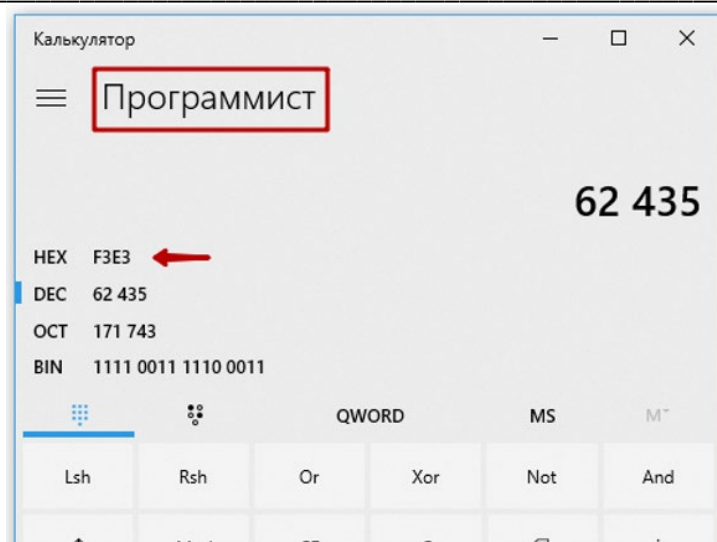 Калькулятор
Программист
62 435
HEX F3E3
DEC 62 435
OCT 171 743
BIN 1111 0011 1110 0011
QWORD MS M
Lsh Rsh Or Xor Not And